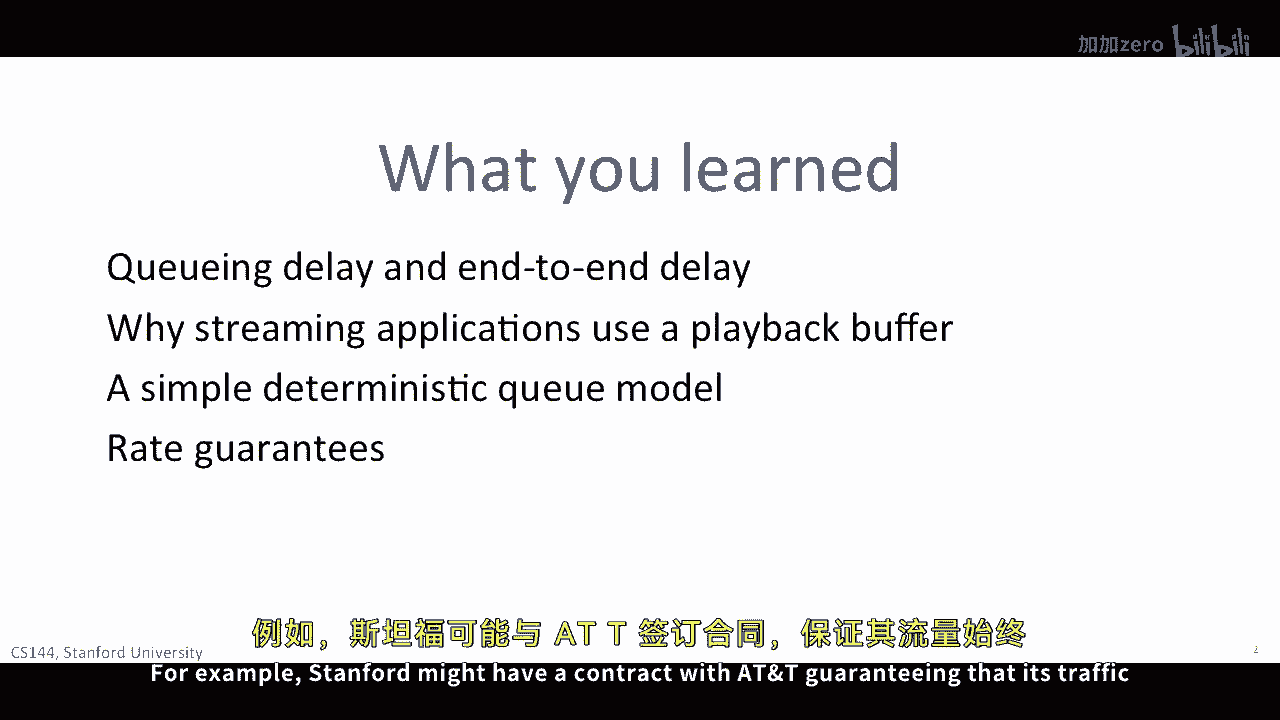 加加zero bilibili
What you learned
Queueing delay and end-to-end delay
Why streaming applications use a playback buffer
A simple deterministic queue model
Rate guarantees
例如，斯坦福可能与 AT T 签订合同，保证其流量始终
CS144, Stanford University
2
For example, Stanford might have a contract with AT&T guaranteeing that its traffic